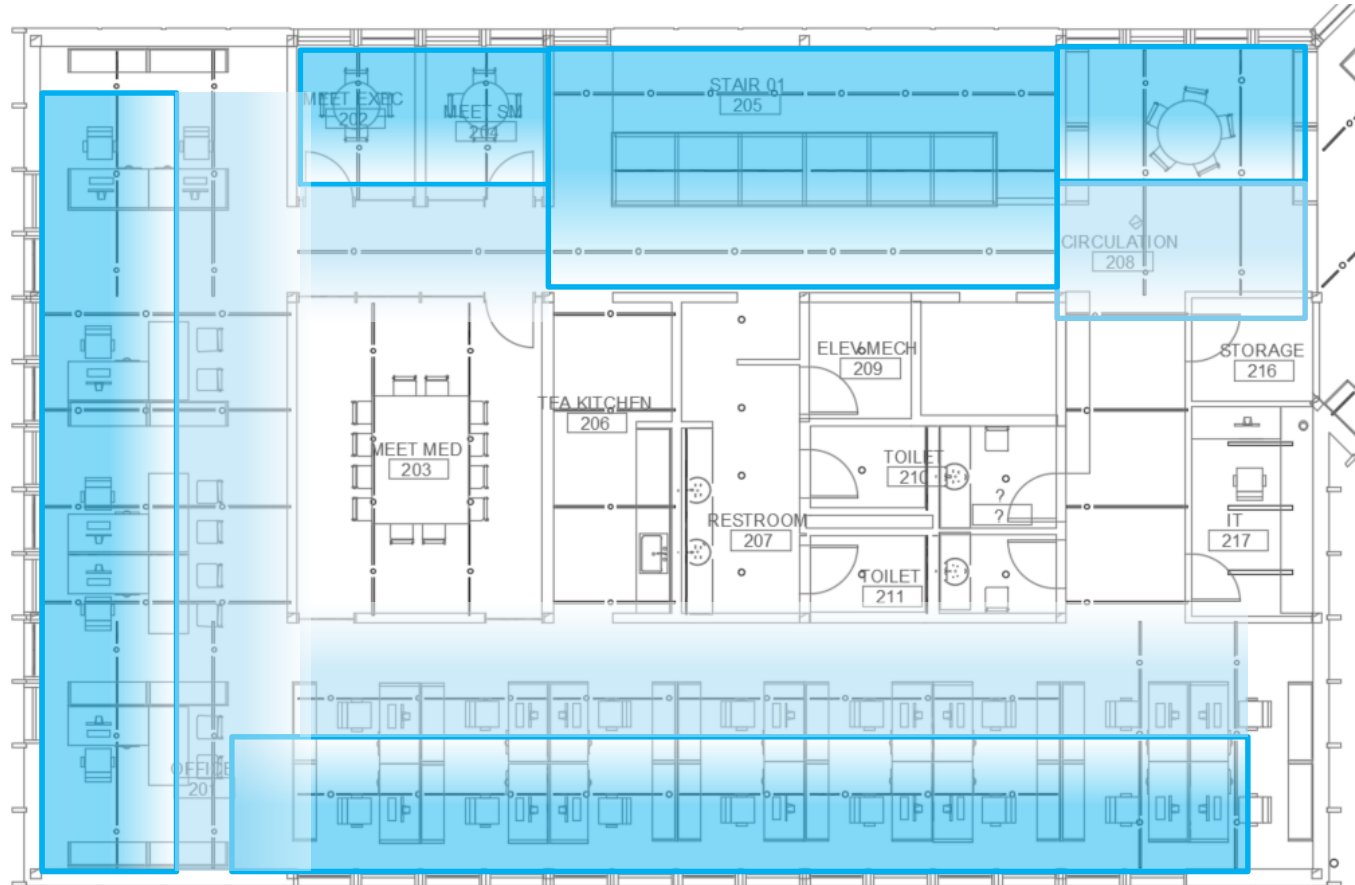 MEET EXEC
202
MEET SM
204
STAIR 01
205
CIRCULATION
208
ELEV.MECH
209
STORAGE
216
TEA KITCHEN
206
MEET MED
203
TOILET
210
?
?
RESTROOM
207
IT
217
TOILET
211
OFFICE
201